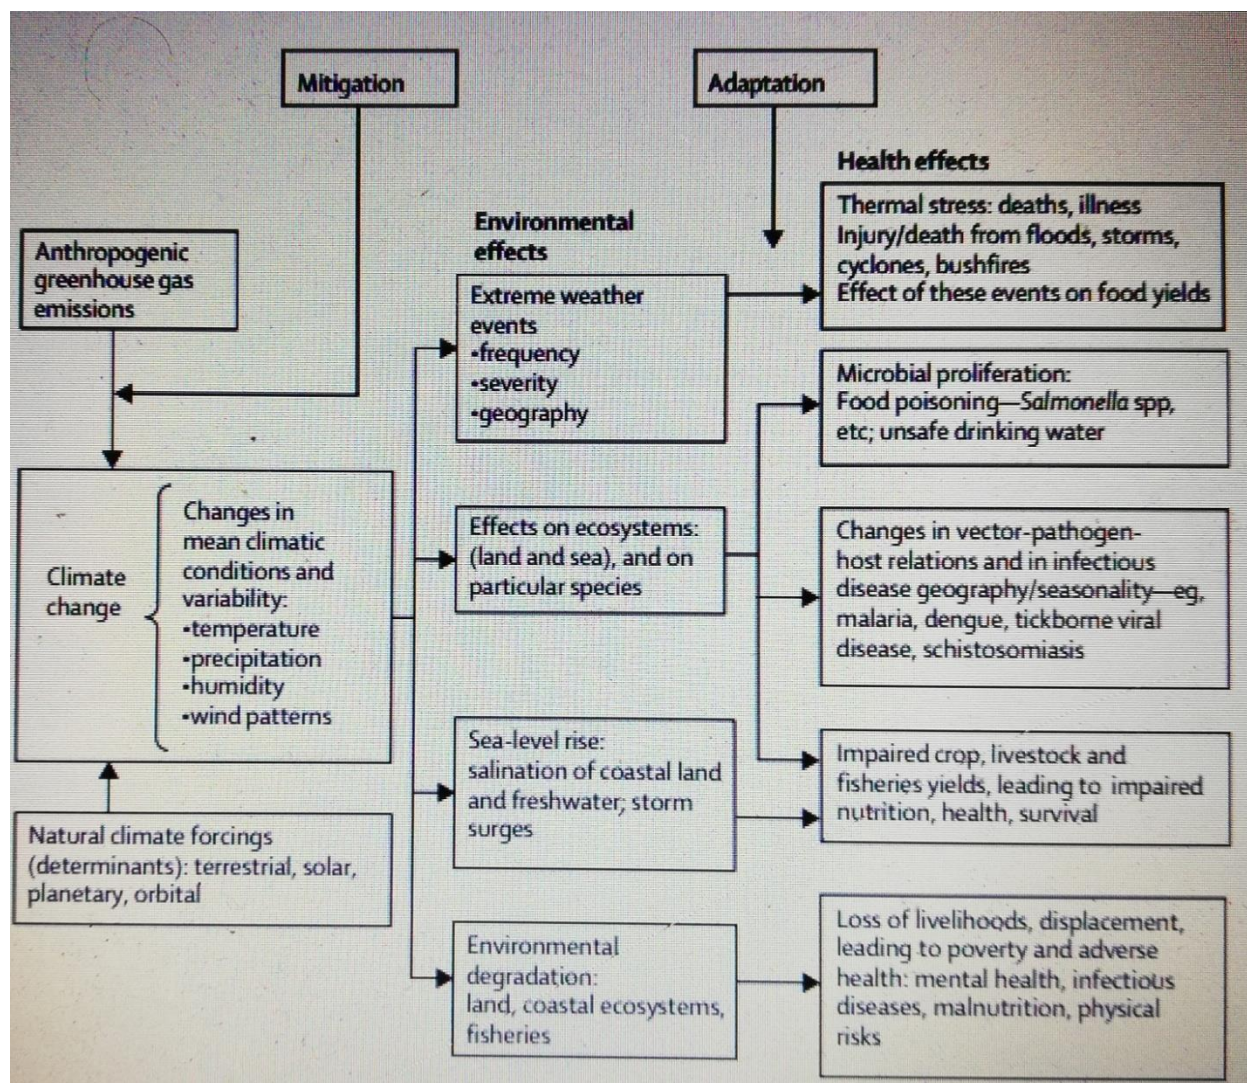 Mitigation
Adaptation
Health effects
Thermal stress: deaths, illness
Injury/death from floods, storms,
cyclones, bushfires
Effect of these events on food yields
Environmental
effects
Anthropogenic
greenhouse gas
emissions
Extreme weather
events
•frequency
•severity
•geography
Microbial proliferation:
Food poisoning—Salmonella spp,
etc; unsafe drinking water
Climate
change
Changes in
mean climatic
conditions and
variability:
•temperature
•precipitation
•humidity
•wind patterns
Effects on ecosystems:
(land and sea), and on
particular species
Changes in vector-pathogen-
host relations and in infectious
disease geography/seasonality—eg,
malaria, dengue, tickborne viral
disease, schistosomiasis
Sea-level rise:
salination of coastal land
and freshwater; storm
surges
Impaired crop, livestock and
fisheries yields, leading to impaired
nutrition, health, survival
Natural climate forcings
(determinants): terrestrial, solar,
planetary, orbital
Environmental
degradation:
land, coastal ecosystems,
fisheries
Loss of livelihoods, displacement,
leading to poverty and adverse
health: mental health, infectious
diseases, malnutrition, physical
risks